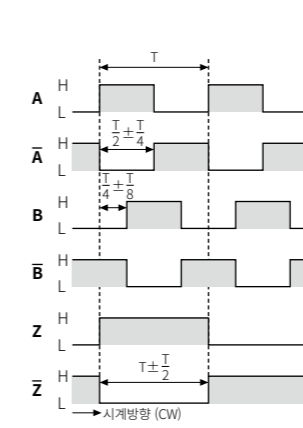 T
A H
L
T/2 ± T/4
A̅ H
L
T/4 ± T/8
B H
L
B̅ H
L
Z H
L
T ± T/2
Z̅ H
L
시계방향 (CW)